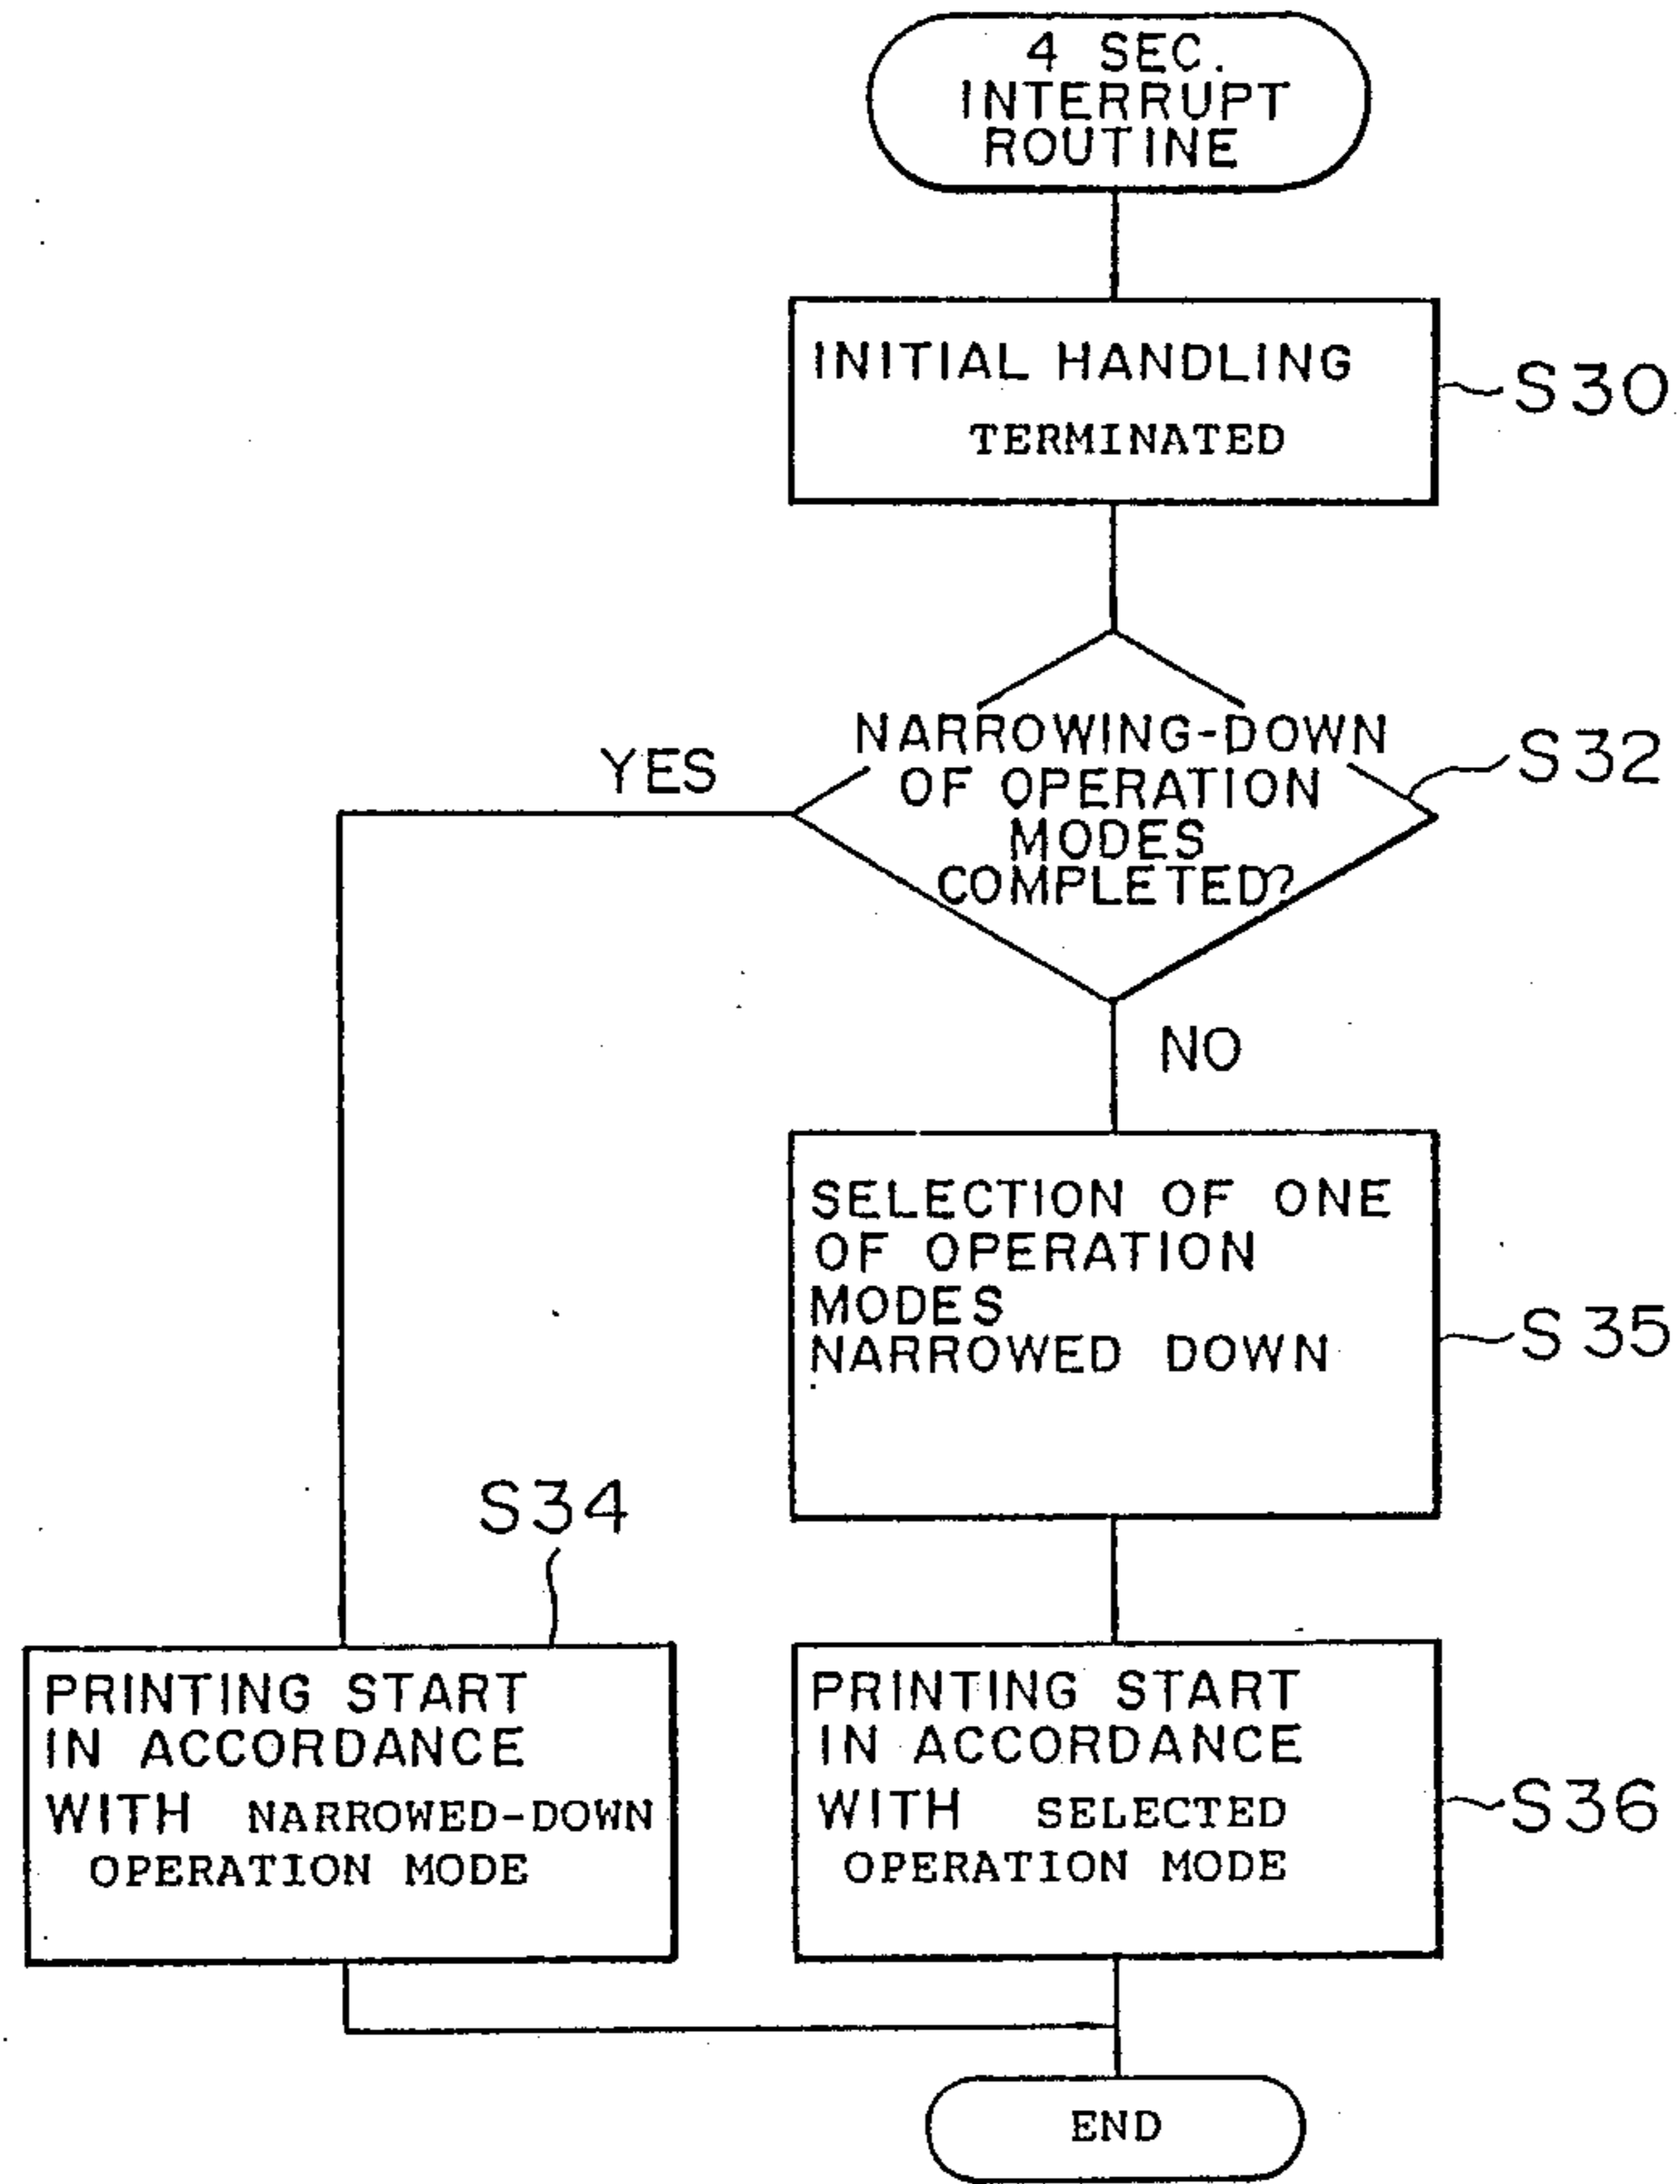 4 SEC.
INTERRUPT
ROUTINE
INITIAL HANDLING
TERMINATED
S30
NARROWING-DOWN
OF OPERATION
MODES
COMPLETED?
S32
YES
NO
SELECTION OF ONE
OF OPERATION
MODES
NARROWED DOWN
S35
S34
PRINTING START
IN ACCORDANCE
WITH NARROWED-DOWN
OPERATION MODE
PRINTING START
IN ACCORDANCE
WITH SELECTED
OPERATION MODE
S36
END